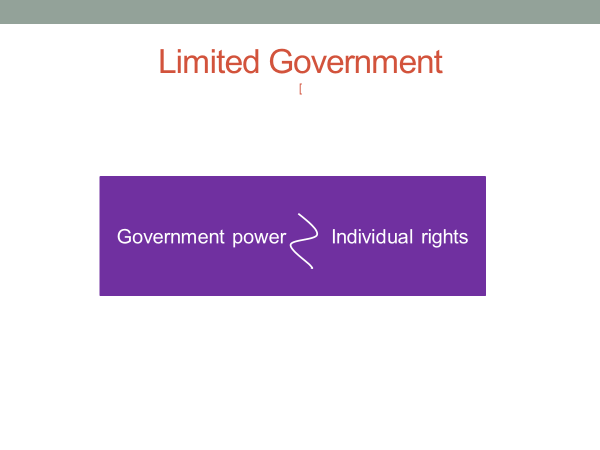 Limited Government
[
Government power Individual rights